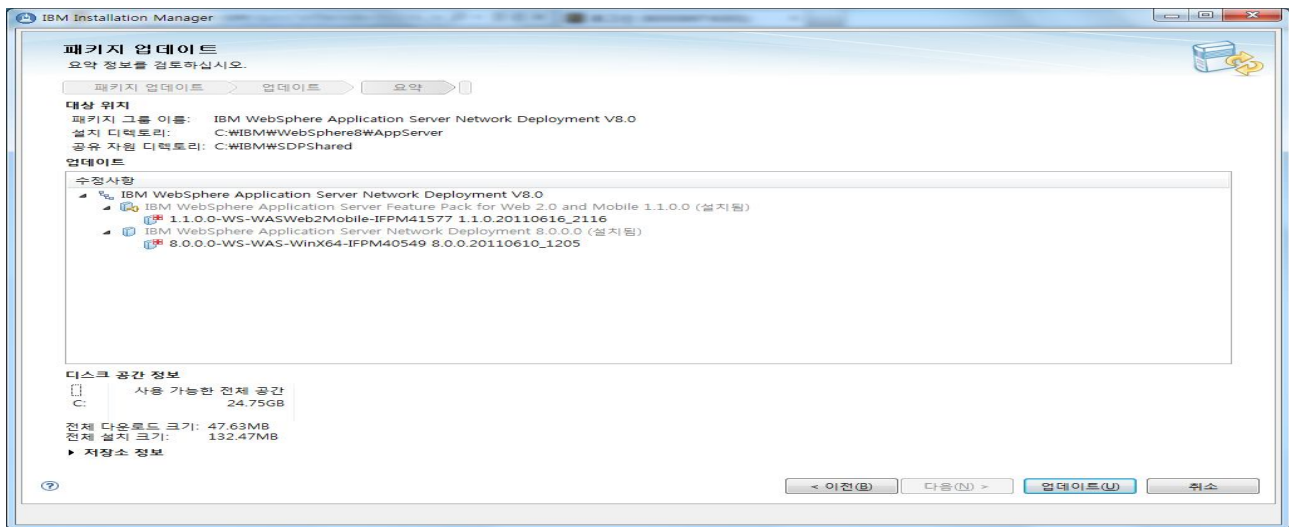 IBM Installation Manager
패키지 업데이트
요약 정보를 검토하십시오.
패키지 업데이트 업데이트 요약
대상 위치
패키지 그룹 이름: IBM WebSphere Application Server Network Deployment V8.0
설치 디렉토리: C:₩IBM₩WebSphere8₩AppServer
공유 자원 디렉토리: C:₩IBM₩SDPShared
업데이트
수정사항
IBM WebSphere Application Server Network Deployment V8.0
IBM WebSphere Application Server Feature Pack for Web 2.0 and Mobile 1.1.0.0 (설치됨)
1.1.0.0-WS-WASWeb2Mobile-IFPM41577 1.1.0.20110616_2116
IBM WebSphere Application Server Network Deployment 8.0.0.0 (설치됨)
8.0.0.0-WS-WAS-WinX64-IFPM40549 8.0.0.20110610_1205
디스크 공간 정보
사용 가능한 전체 공간
C: 24.75GB
전체 다운로드 크기: 47.63MB
전체 설치 크기: 132.47MB
저장소 정보
< 이전(B) 다음(N) > 업데이트(U) 취소